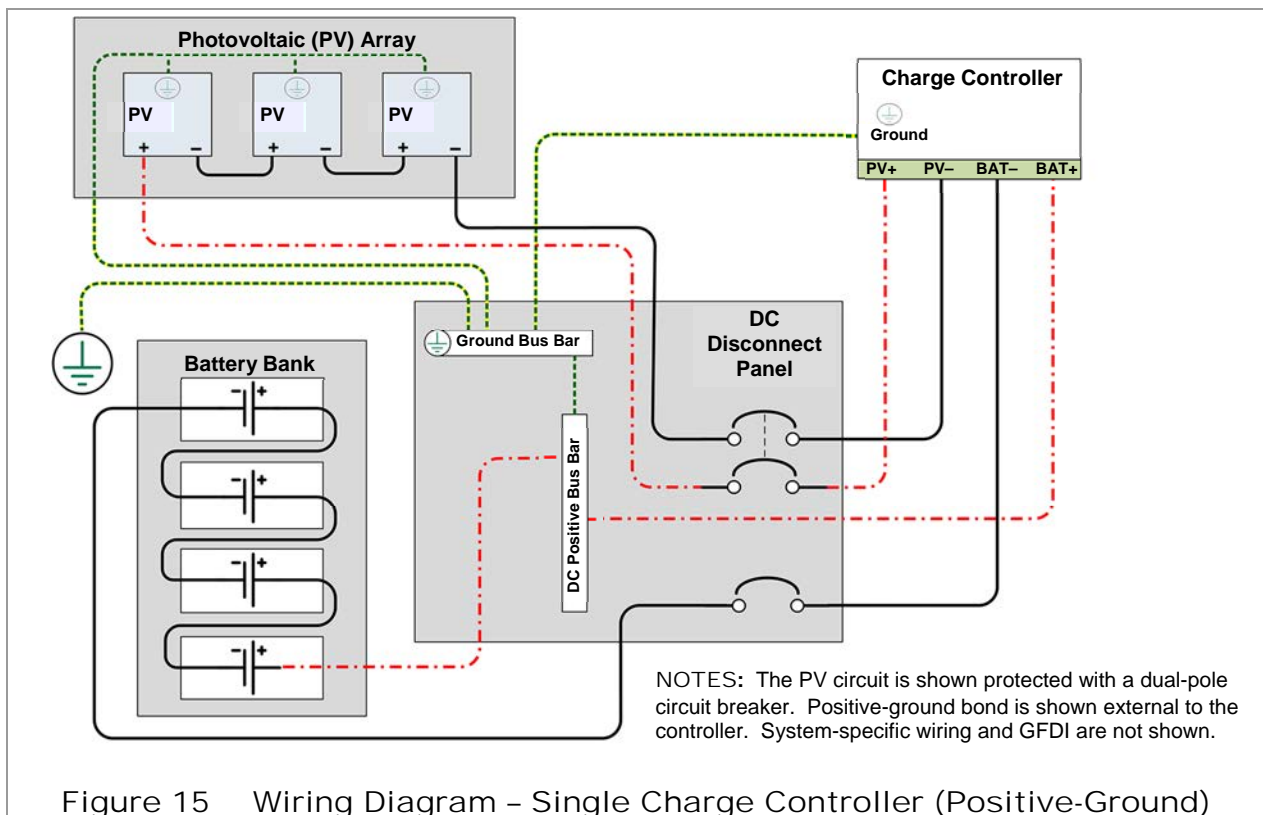 Photovoltaic (PV) Array
PV
PV
PV
+ –
+ –
+ –
Charge Controller
Ground
PV+ PV– BAT– BAT+
Battery Bank
- +
- +
- +
- +
Ground Bus Bar
DC
Disconnect
Panel
DC Positive Bus Bar
NOTES: The PV circuit is shown protected with a dual-pole
circuit breaker. Positive-ground bond is shown external to the
controller. System-specific wiring and GFDI are not shown.
Figure 15 Wiring Diagram – Single Charge Controller (Positive-Ground)